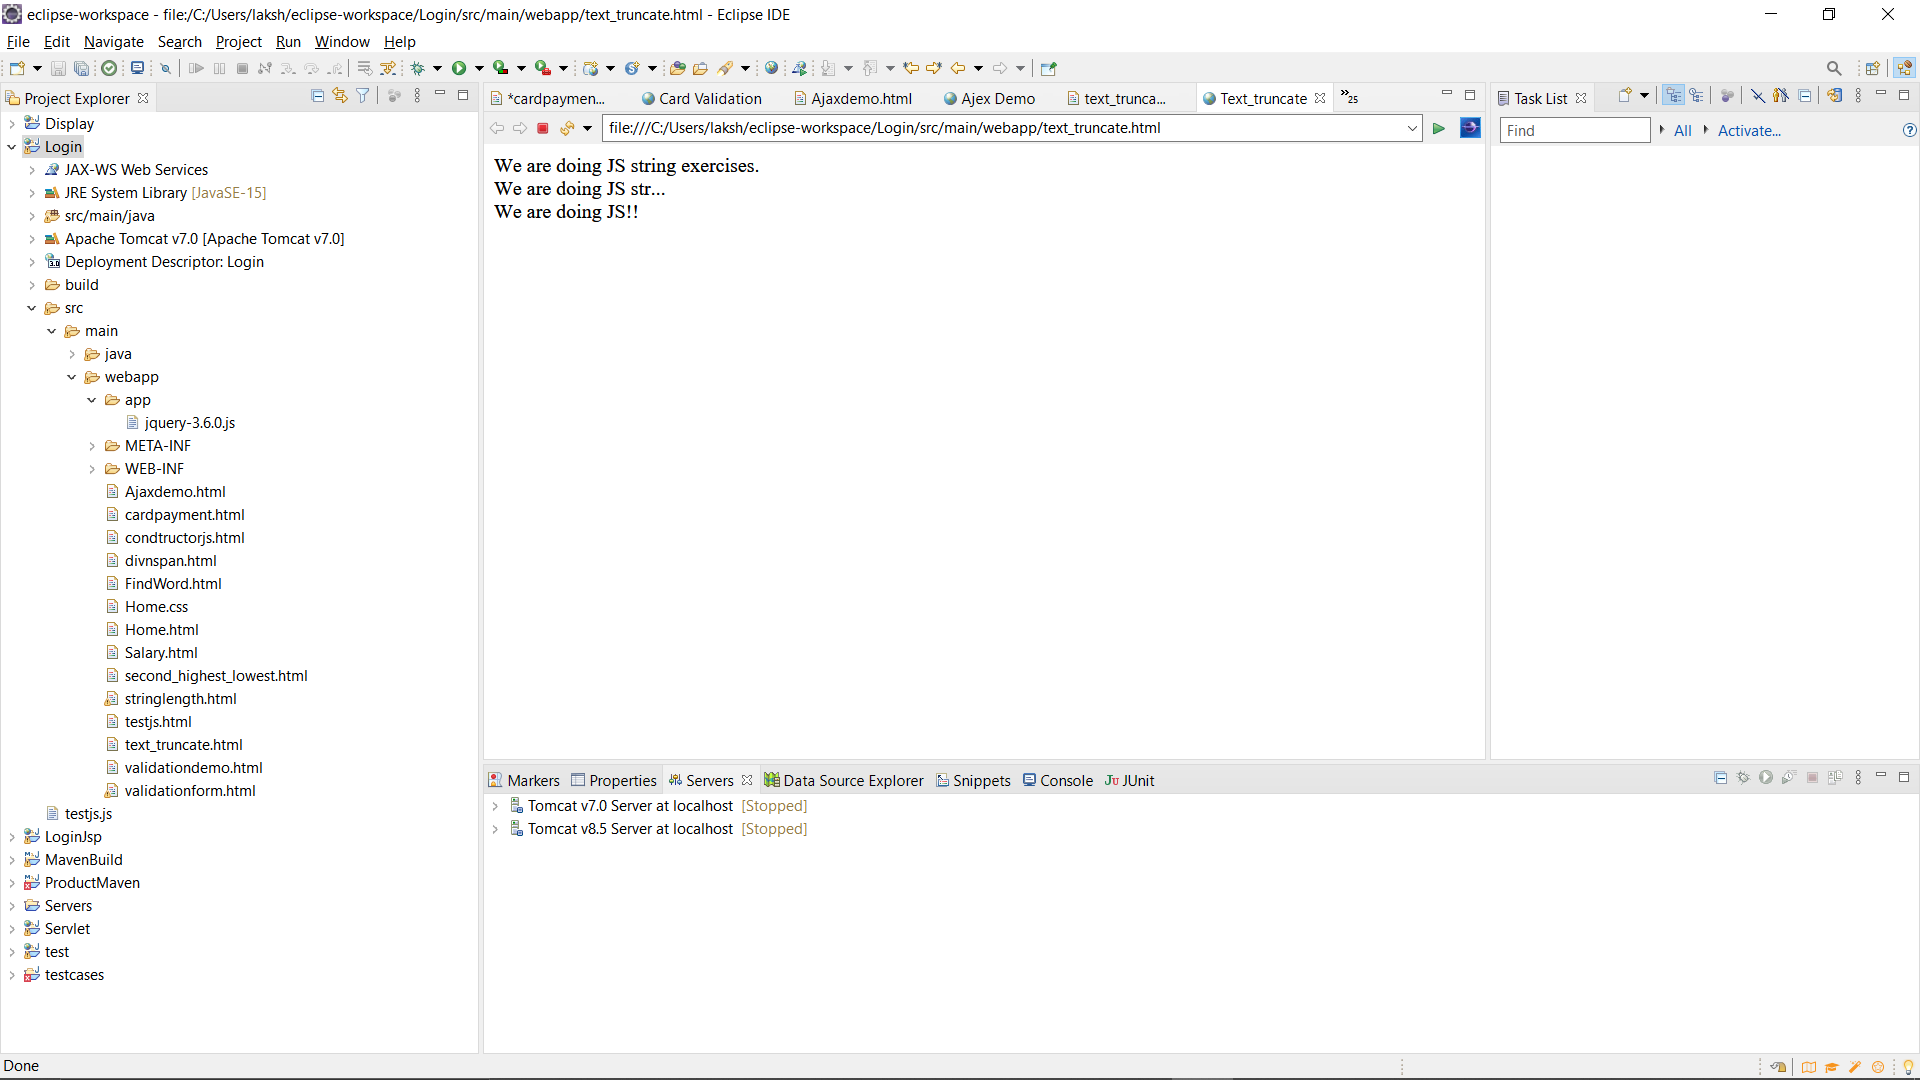 eclipse-workspace - file:/C:/Users/laksh/eclipse-workspace/Login/src/main/webapp/text_truncate.html - Eclipse IDE
File Edit Navigate Search Project Run Window Help
Project Explorer
Display
Login
JAX-WS Web Services
JRE System Library [JavaSE-15]
src/main/java
Apache Tomcat v7.0 [Apache Tomcat v7.0]
Deployment Descriptor: Login
build
src
main
java
webapp
app
jquery-3.6.0.js
META-INF
WEB-INF
Ajaxdemo.html
cardpayment.html
condtructorjs.html
divnspan.html
FindWord.html
Home.css
Home.html
Salary.html
second_highest_lowest.html
stringlength.html
testjs.html
text_truncate.html
validationdemo.html
validationform.html
testjs.js
LoginJsp
MavenBuild
ProductMaven
Servers
Servlet
test
testcases
*cardpaymen... Card Validation Ajaxdemo.html Ajex Demo text_trunca... Text_truncate »25
file:///C:/Users/laksh/eclipse-workspace/Login/src/main/webapp/text_truncate.html
We are doing JS string exercises.
We are doing JS str...
We are doing JS!!
Task List
Find All Activate...
Markers Properties Servers Data Source Explorer Snippets Console JUnit
Tomcat v7.0 Server at localhost [Stopped]
Tomcat v8.5 Server at localhost [Stopped]
Done